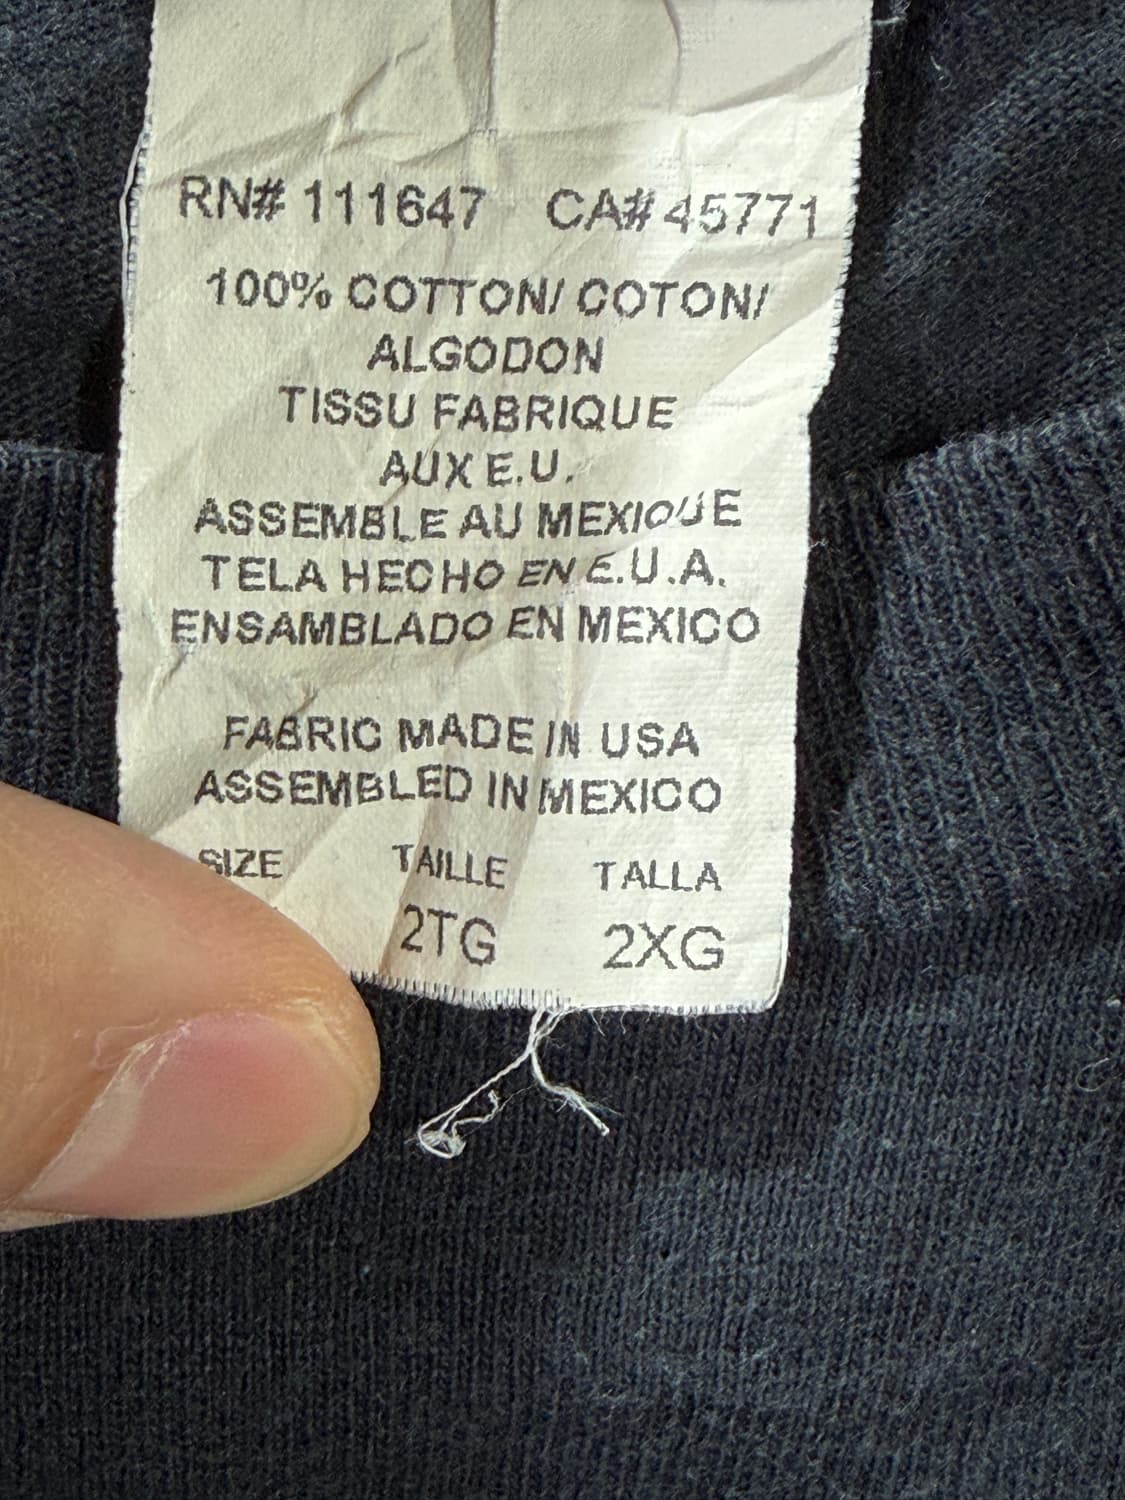 RN# 111647 CA# 45771
100% COTTON/ COTON/
ALGODON
TISSU FABRIQUE
AUX E.U.
ASSEMBLE AU MEXIQUE
TELA HECHO EN E.U.A.
ENSAMBLADO EN MEXICO
FABRIC MADE IN USA
ASSEMBLED IN MEXICO
SIZE TAILLE TALLA
2TG 2XG